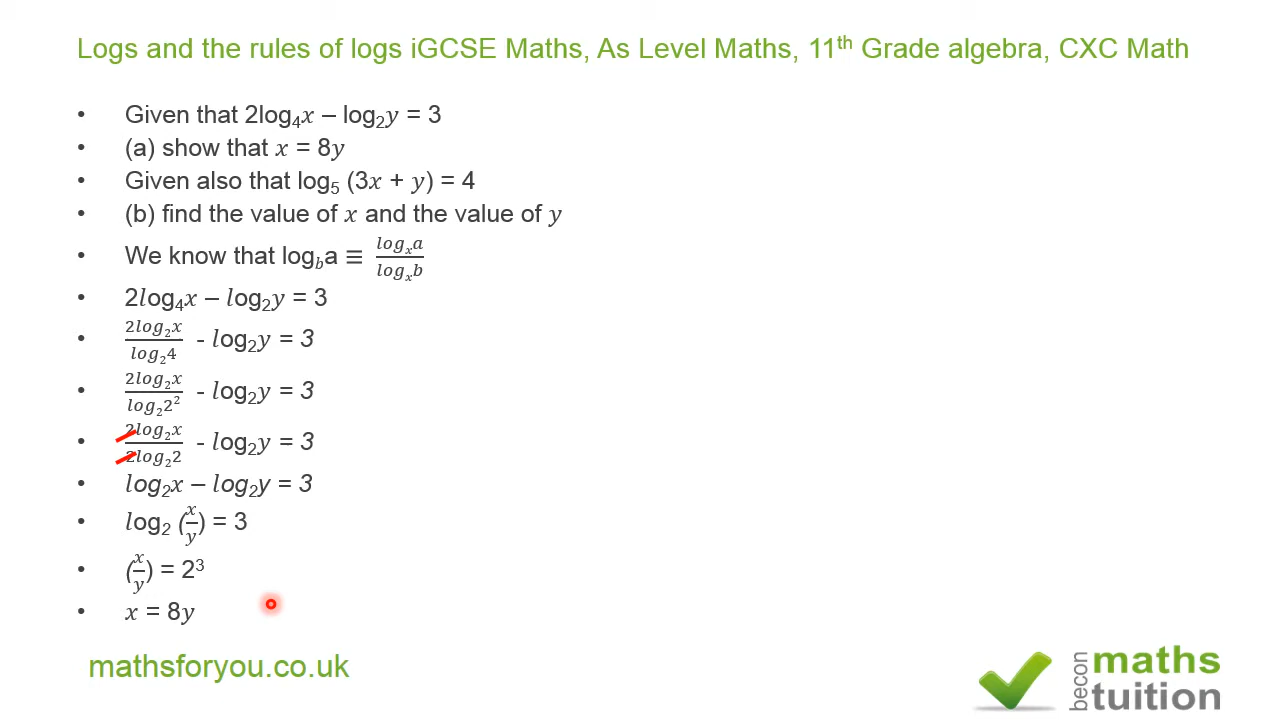 Logs and the rules of logs iGCSE Maths, As Level Maths, 11th Grade algebra, CXC Math
• Given that 2log₄x – log₂y = 3
• (a) show that x = 8y
• Given also that log₅ (3x + y) = 4
• (b) find the value of x and the value of y
• We know that log_b a ≡ log_x a / log_x b
• 2log₄x – log₂y = 3
• 2log₂x / log₂4 - log₂y = 3
• 2log₂x / log₂2² - log₂y = 3
• 2log₂x / 2log₂2 - log₂y = 3
• log₂x – log₂y = 3
• log₂ (x/y) = 3
• (x/y) = 2³
• x = 8y
mathsforyou.co.uk
becon maths tuition